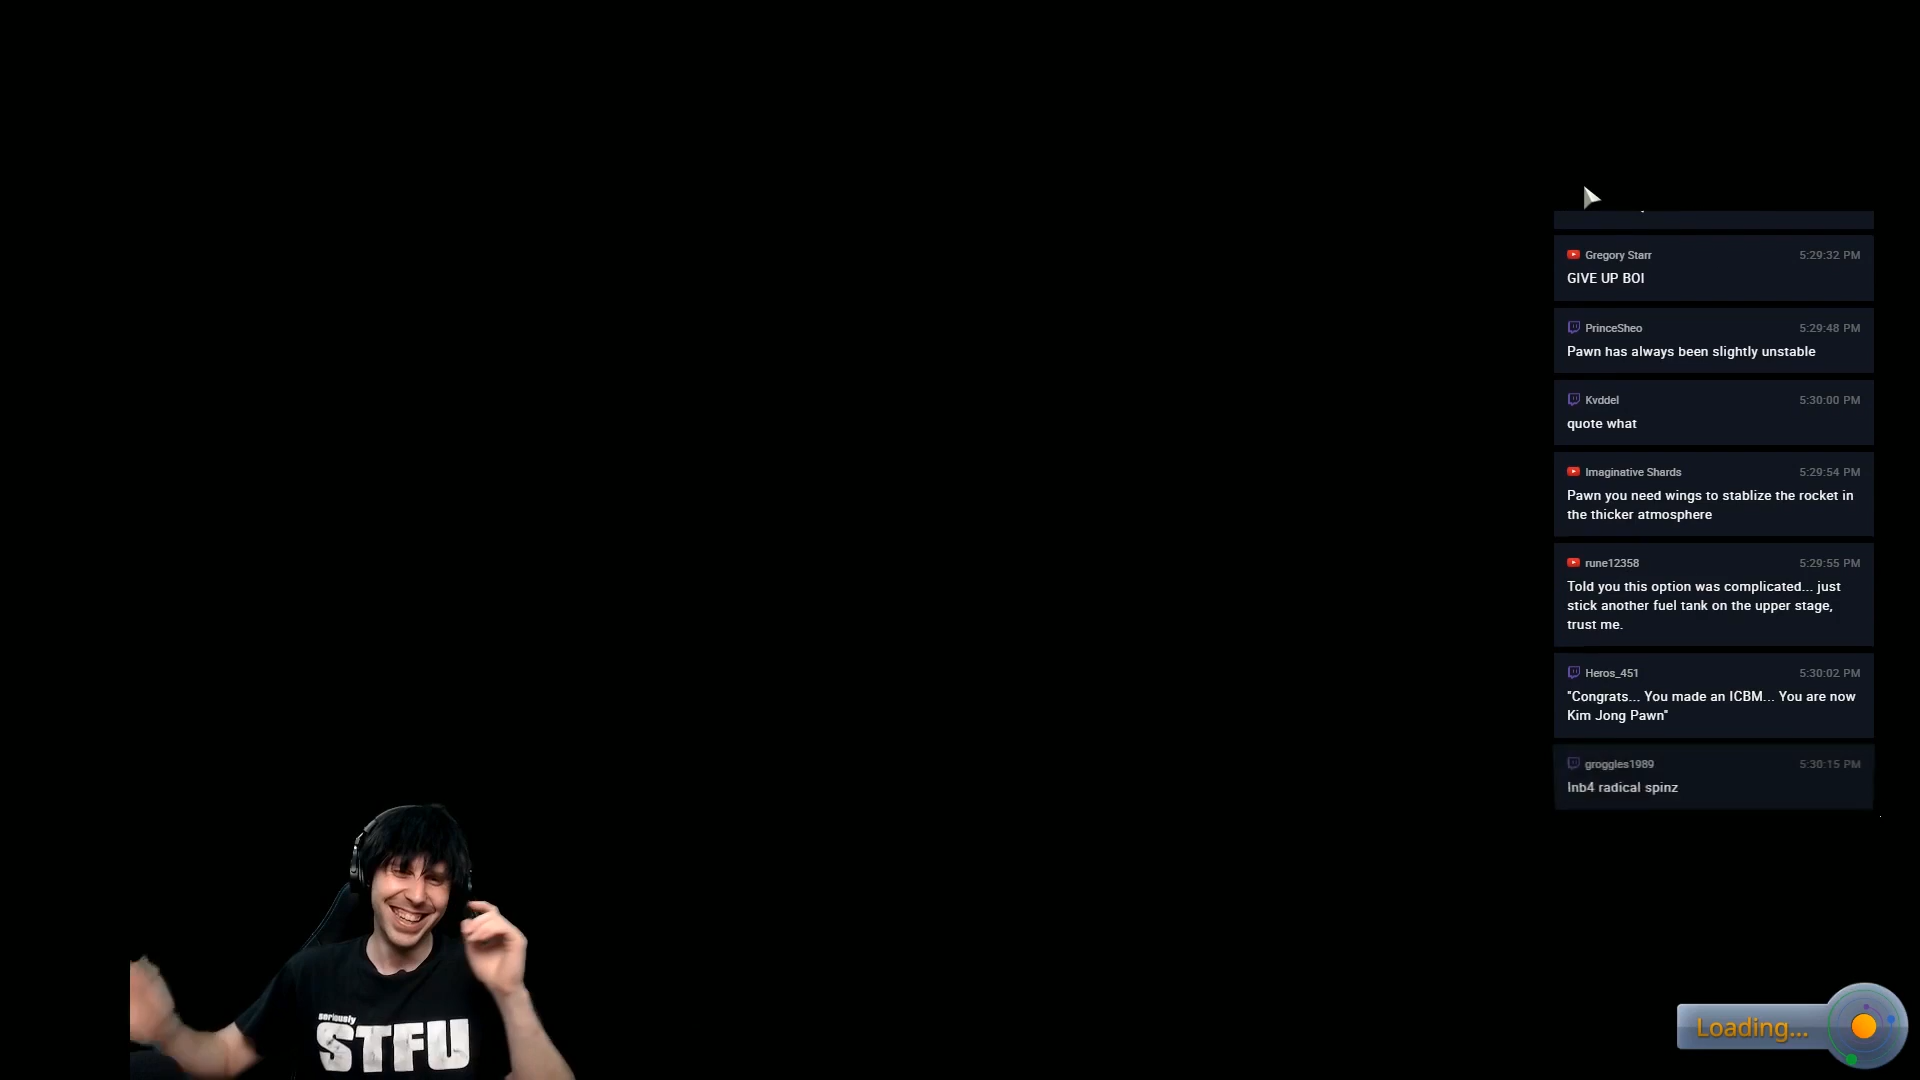 Gregory Starr 5:29:32 PM
GIVE UP BOI
PrinceSheo 5:29:48 PM
Pawn has always been slightly unstable
Kvddel 5:30:00 PM
quote what
Imaginative Shards 5:29:54 PM
Pawn you need wings to stablize the rocket in
the thicker atmosphere
rune12358 5:29:55 PM
Told you this option was complicated... just
stick another fuel tank on the upper stage,
trust me.
Heros_451 5:30:02 PM
"Congrats... You made an ICBM... You are now
Kim Jong Pawn"
groggles1989 5:30:15 PM
Inb4 radical spinz
seriously
STFU
Loading...